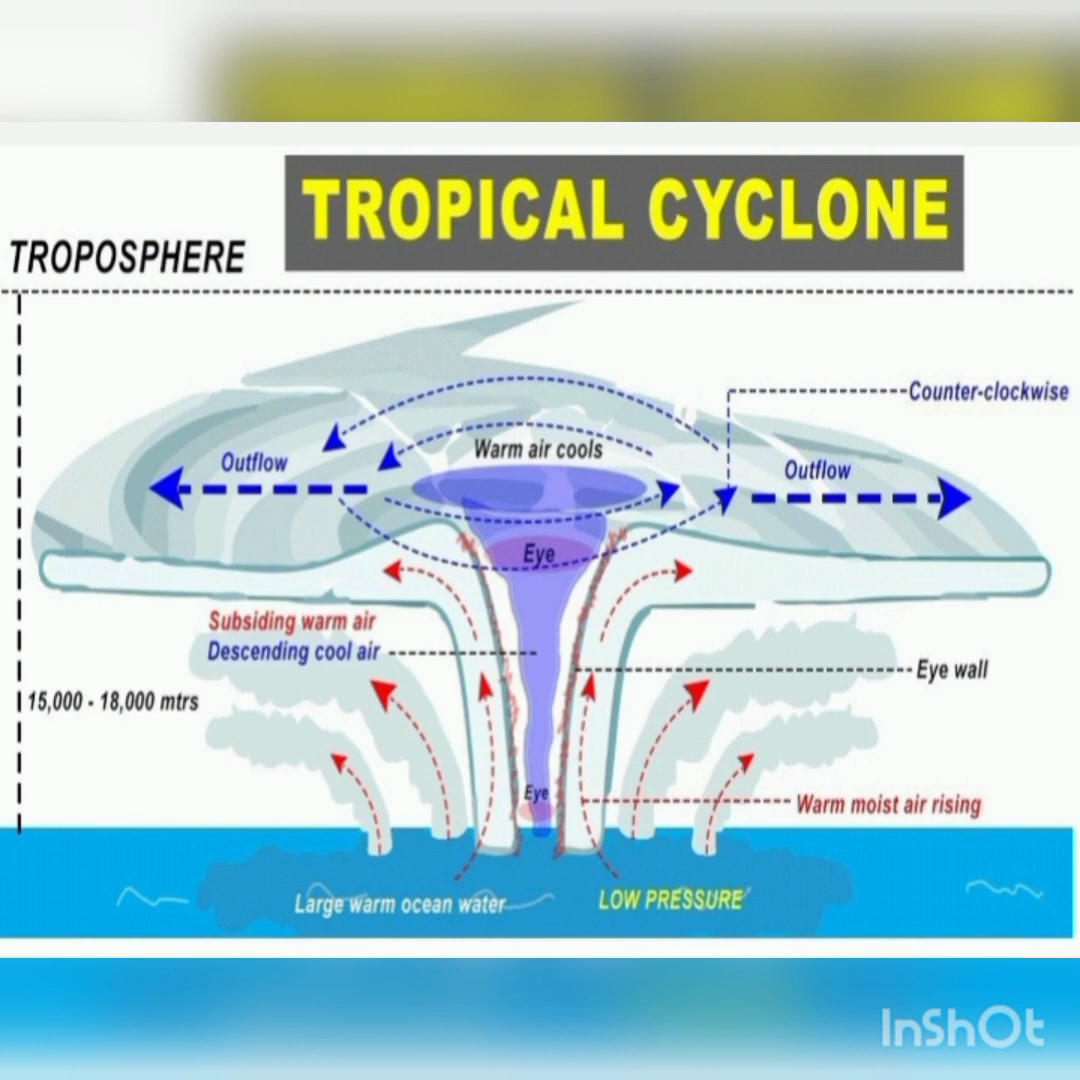 TROPICAL CYCLONE
TROPOSPHERE
Counter-clockwise
Warm air cools
Outflow
Outflow
Eye
Subsiding warm air
Descending cool air
Eye wall
15,000 - 18,000 mtrs
Eye
Warm moist air rising
Large warm ocean water
LOW PRESSURE
InShOt